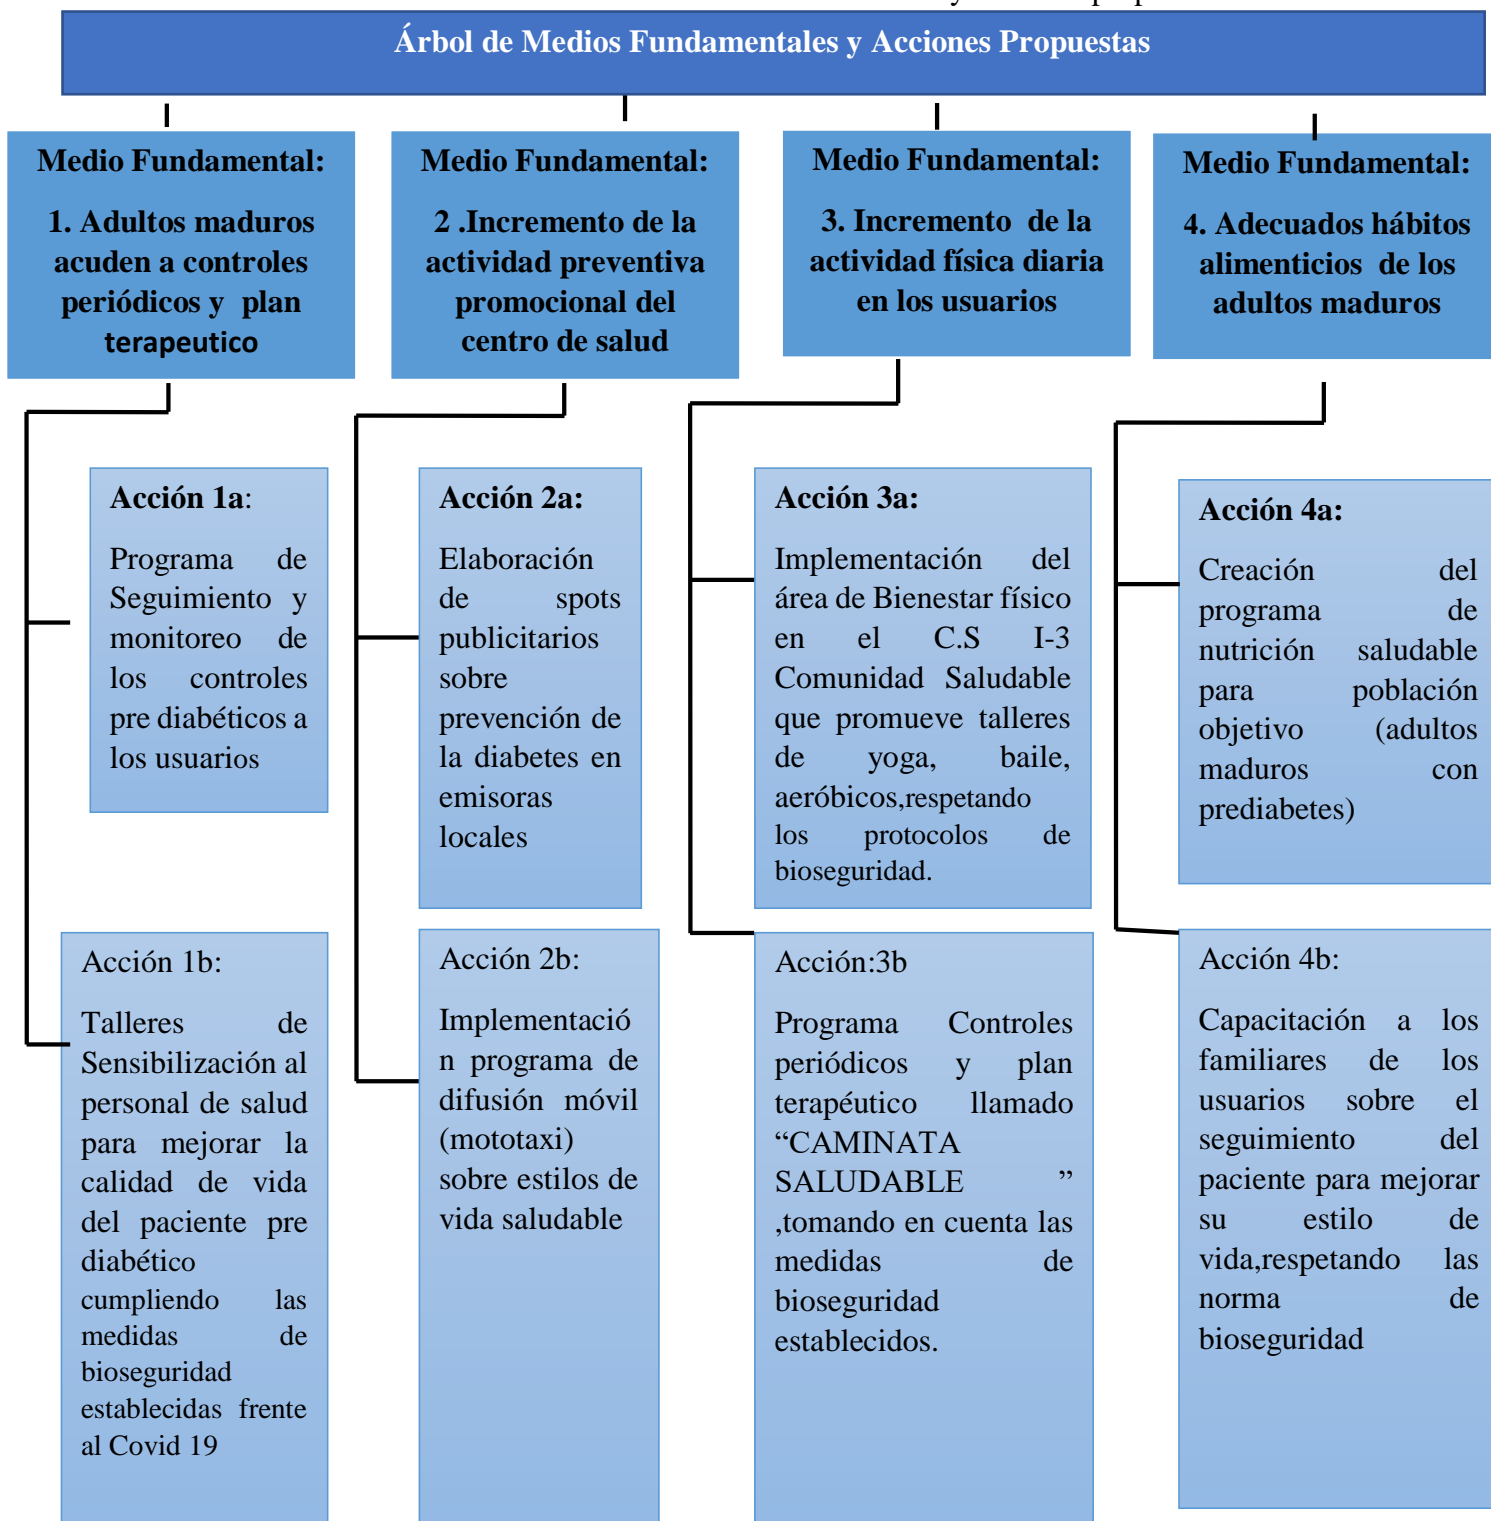 Árbol de Medios Fundamentales y Acciones Propuestas
Medio Fundamental:
1. Adultos maduros
acuden a controles
periódicos y plan
terapeutico
Medio Fundamental:
2 .Incremento de la
actividad preventiva
promocional del
centro de salud
Medio Fundamental:
3. Incremento de la
actividad física diaria
en los usuarios
Medio Fundamental:
4. Adecuados hábitos
alimenticios de los
adultos maduros
Acción 1a:
Programa de
Seguimiento y
monitoreo de
los controles
pre diabéticos a
los usuarios
Acción 2a:
Elaboración
de spots
publicitarios
sobre
prevención de
la diabetes en
emisoras
locales
Acción 3a:
Implementación del
área de Bienestar físico
en el C.S I-3
Comunidad Saludable
que promueve talleres
de yoga, baile,
aeróbicos,respetando
los protocolos de
bioseguridad.
Acción 4a:
Creación del
programa de
nutrición saludable
para población
objetivo (adultos
maduros con
prediabetes)
Acción 1b:
Talleres de
Sensibilización al
personal de salud
para mejorar la
calidad de vida
del paciente pre
diabético
cumpliendo las
medidas de
bioseguridad
establecidas frente
al Covid 19
Acción 2b:
Implementació
n programa de
difusión móvil
(mototaxi)
sobre estilos de
vida saludable
Acción:3b
Programa Controles
periódicos y plan
terapéutico llamado
“CAMINATA
SALUDABLE ”
,tomando en cuenta las
medidas de
bioseguridad
establecidos.
Acción 4b:
Capacitación a los
familiares de los
usuarios sobre el
seguimiento del
paciente para mejorar
su estilo de
vida,respetando las
norma de
bioseguridad